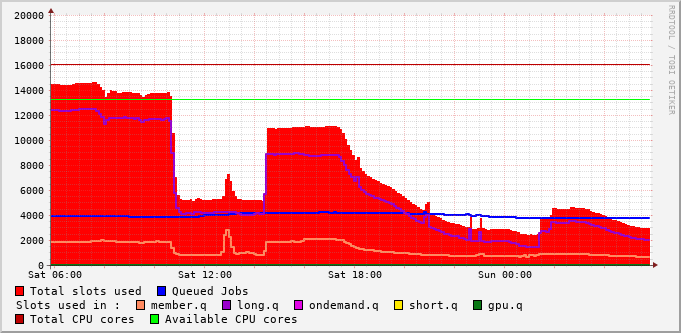 20000
18000
16000
14000
12000
10000
8000
6000
4000
2000
0
Sat 06:00 Sat 12:00 Sat 18:00 Sun 00:00
Total slots used Queued Jobs
Slots used in : member.q long.q ondemand.q short.q gpu.q
Total CPU cores Available CPU cores
RRDTOOL / TOBI OETIKER